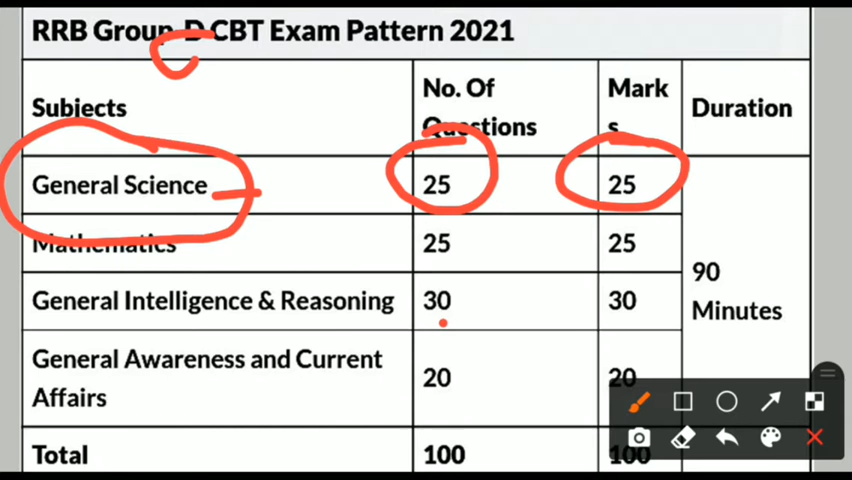 RRB Group D CBT Exam Pattern 2021
Subjects
No. Of
Questions
Mark
s
Duration
General Science
25
25
Mathematics
25
25
General Intelligence & Reasoning
30
30
General Awareness and Current
Affairs
20
20
90
Minutes
Total
100
100